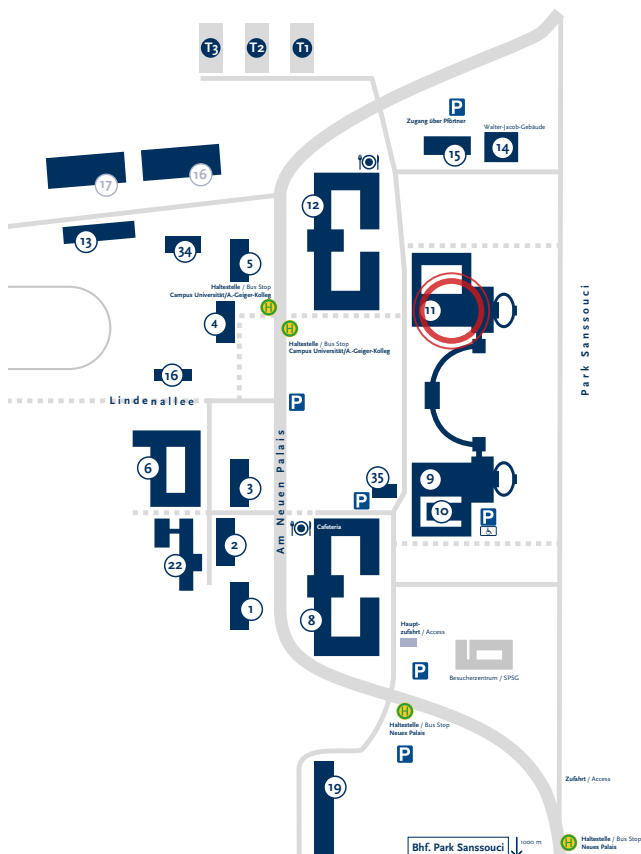 T3
T2
T1
P
Zugang über Pförtner
Walter-Jacob-Gebäude
15
14
17
16
12
13
34
5
Haltestelle / Bus Stop
Campus Universität/A.-Geiger-Kolleg
H
4
H
Haltestelle / Bus Stop
Campus Universität/A.-Geiger-Kolleg
11
Park Sanssouci
16
Lindenallee
P
Am Neuen Palais
6
3
35
P
9
10
P
2
Cafeteria
22
1
8
Haupt-
zufahrt / Access
Besucherzentrum / SPSG
P
H
Haltestelle / Bus Stop
Neues Palais
P
19
Zufahrt / Access
Bhf. Park Sanssouci
1000 m
H
Haltestelle / Bus Stop
Neues Palais